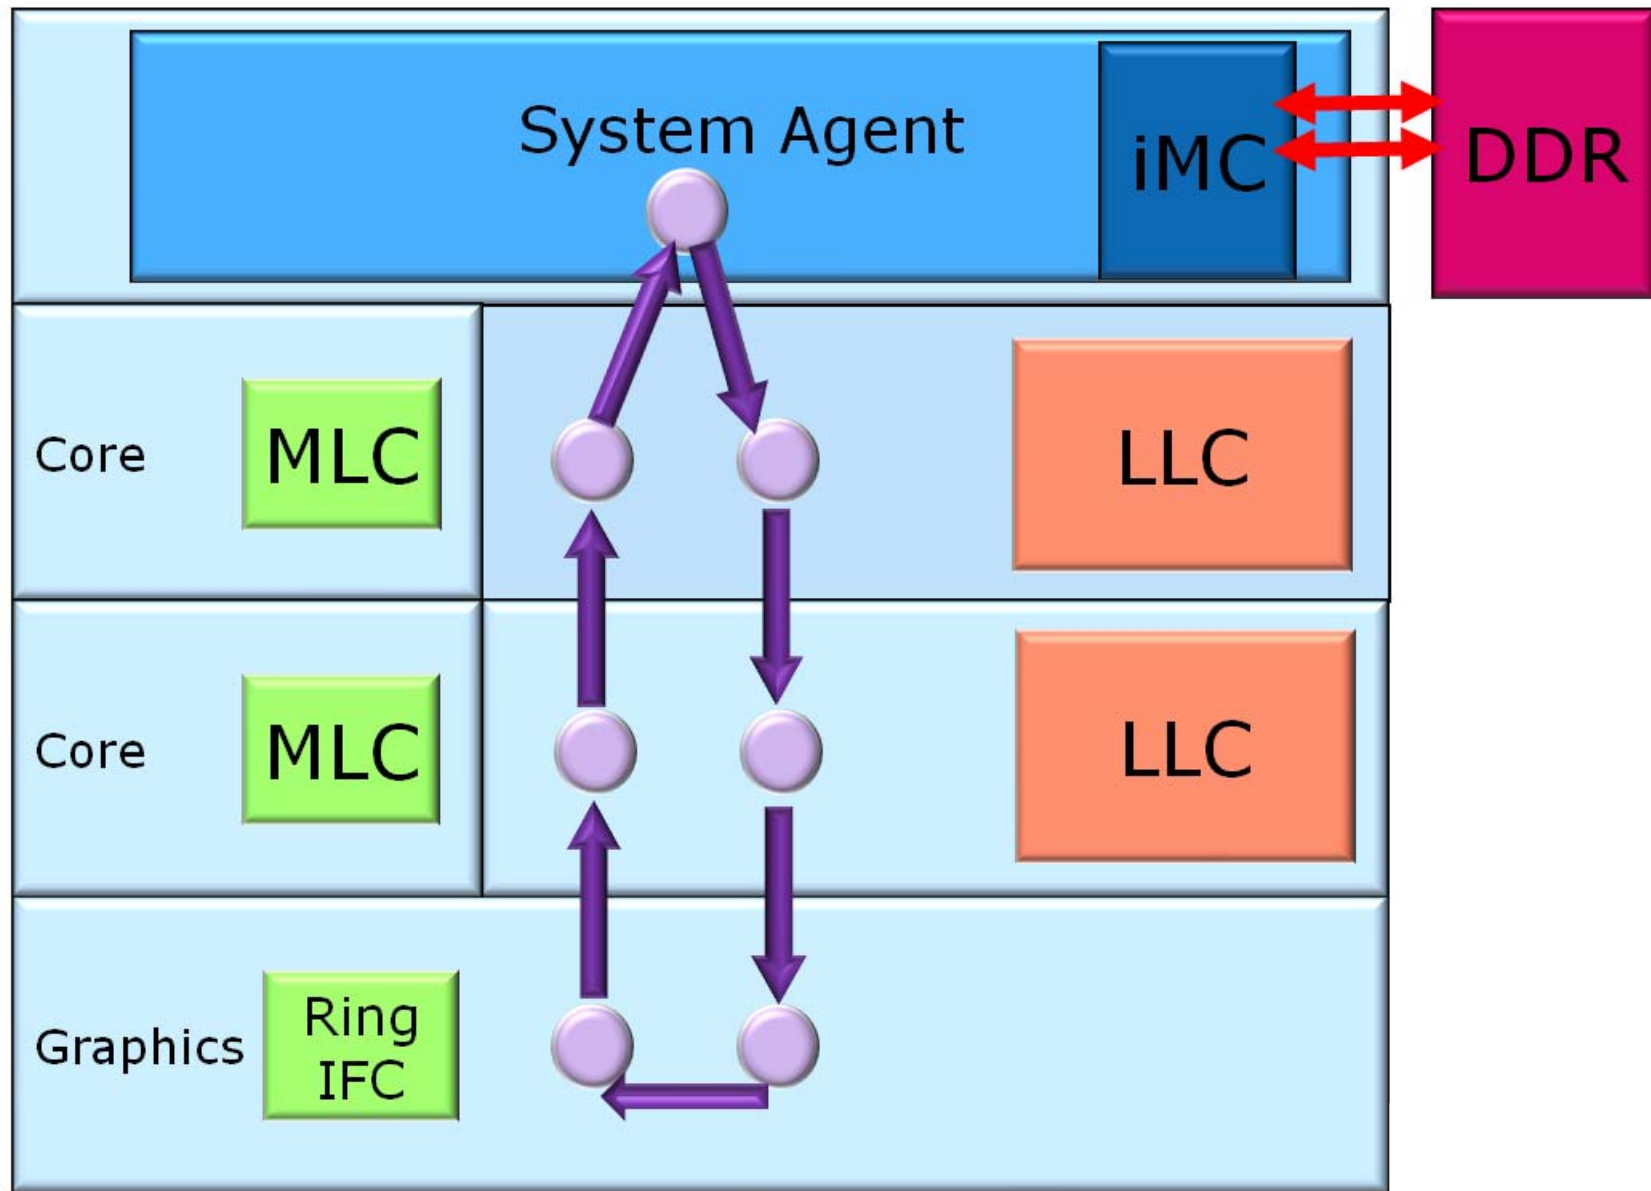 System Agent
iMC
DDR
Core
MLC
LLC
Core
MLC
LLC
Graphics
Ring
IFC